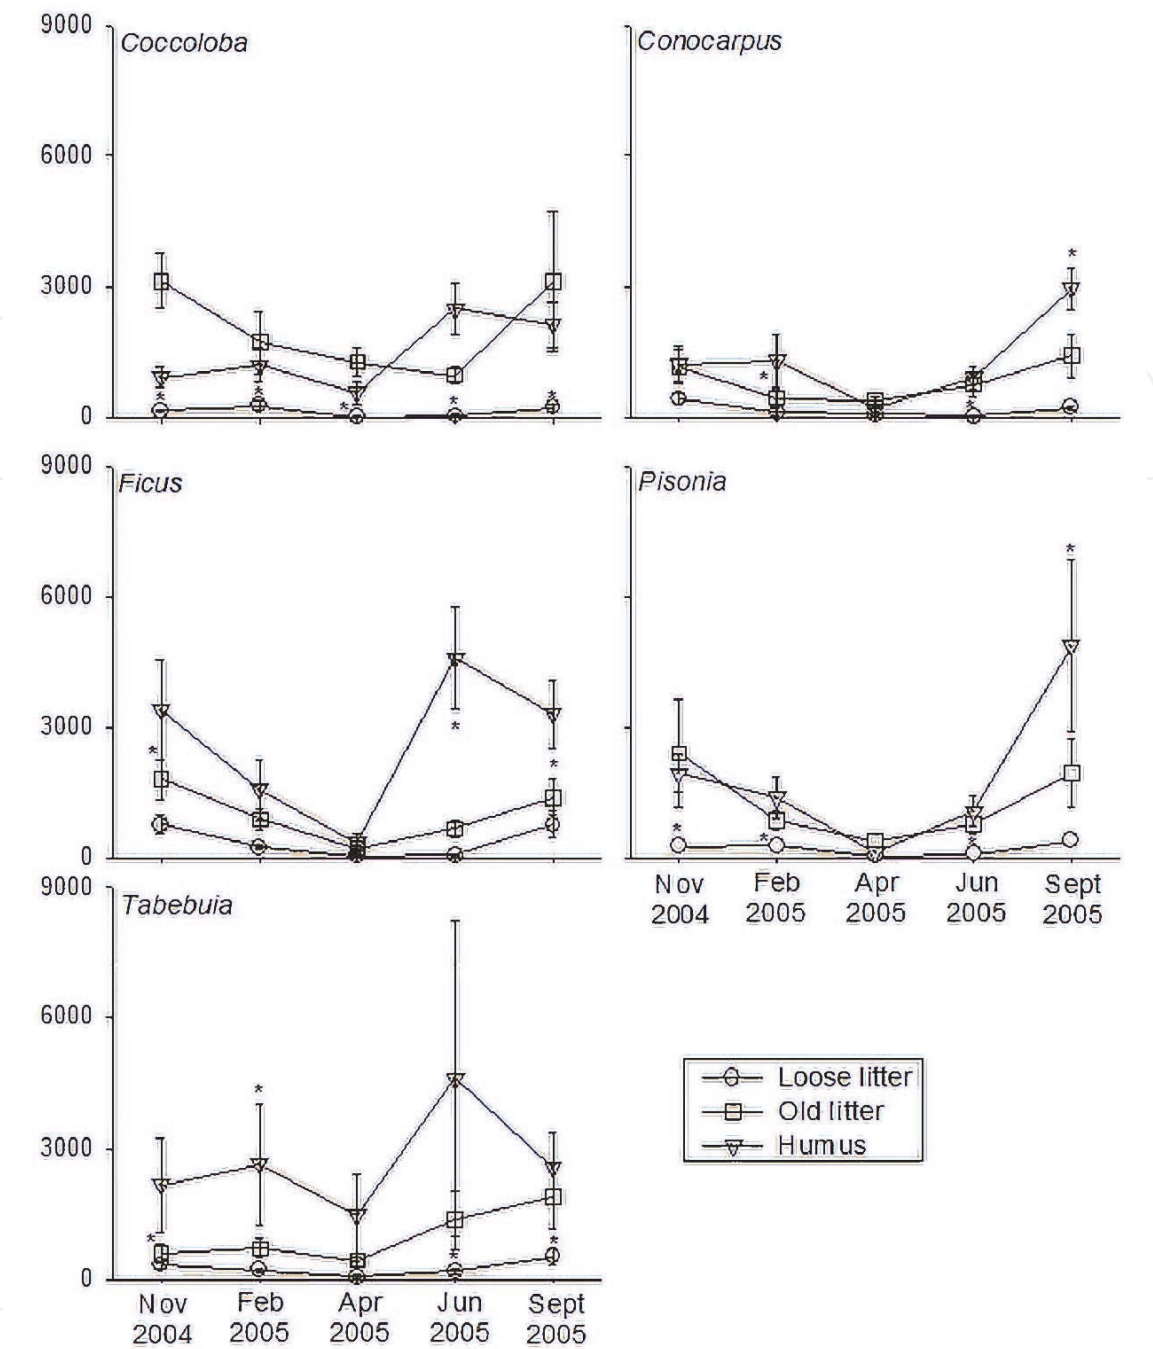 9000
Coccoloba
6000
3000
0
Conocarpus
9000
Ficus
6000
3000
0
Pisonia
Nov 2004
Feb 2005
Apr 2005
Jun 2005
Sept 2005
9000
Tabebuia
6000
3000
0
Nov 2004
Feb 2005
Apr 2005
Jun 2005
Sept 2005
Loose litter
Old litter
Humus